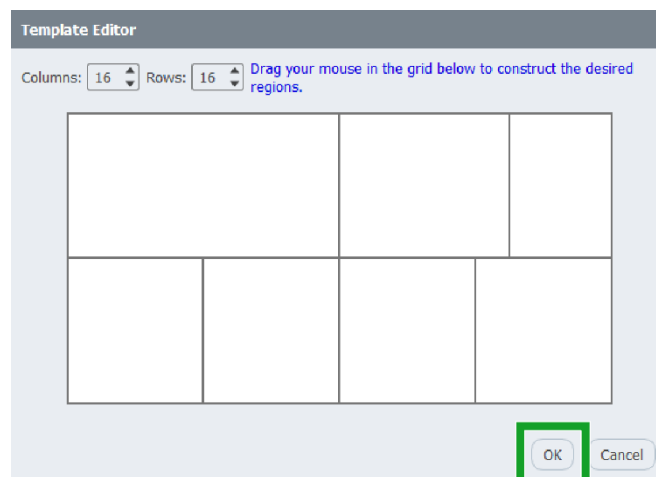 Template Editor
Columns: 16 Rows: 16 Drag your mouse in the grid below to construct the desired
regions.
OK Cancel